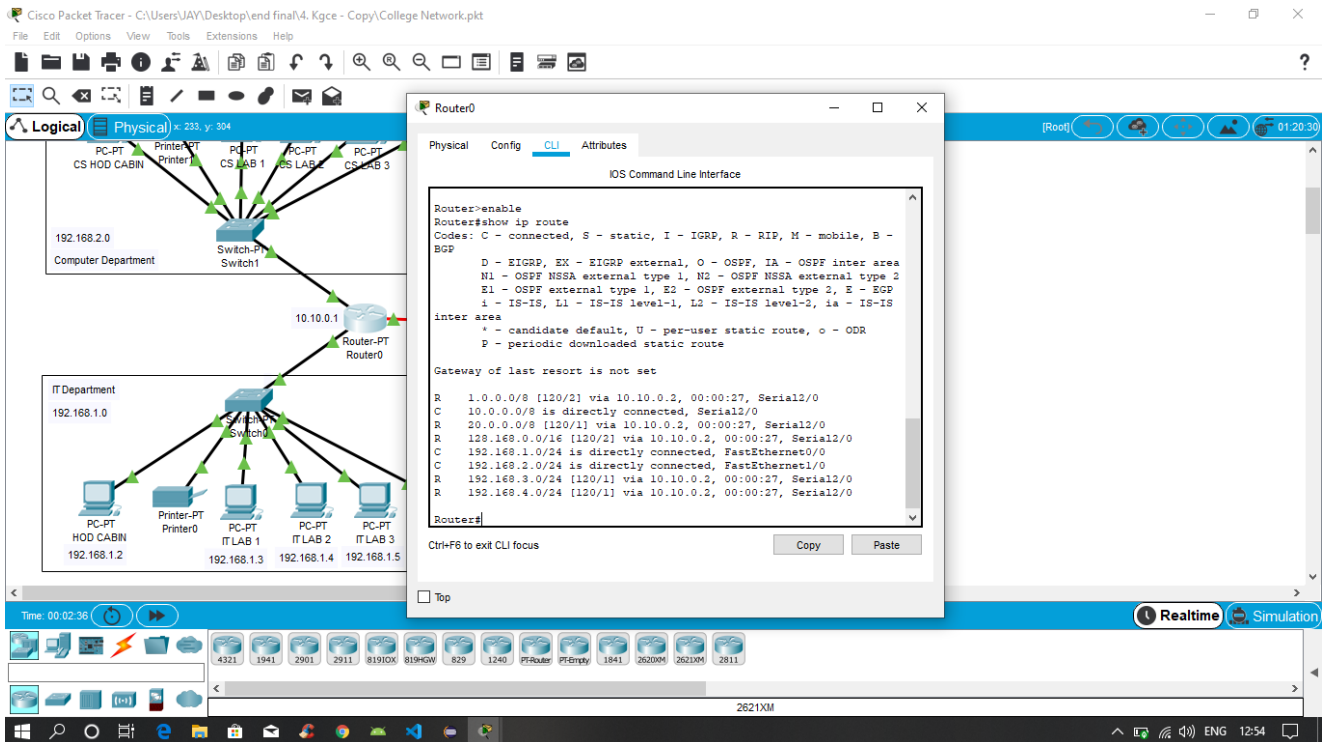 Cisco Packet Tracer - C:\Users\JAY\Desktop\end final\4. Kgce - Copy\College Network.pkt
File Edit Options View Tools Extensions Help
?
Logical
Physical
x: 233, y: 304
[Root]
01:20:30
PC-PT
CS HOD CABIN
Printer-PT
Printer1
PC-PT
CS LAB 1
PC-PT
CS LAB 2
PC-PT
CS LAB 3
192.168.2.0
Computer Department
Switch-PT
Switch1
10.10.0.1
Router-PT
Router0
IT Department
192.168.1.0
Switch-PT
Switch0
PC-PT
HOD CABIN
192.168.1.2
Printer-PT
Printer0
PC-PT
IT LAB 1
192.168.1.3
PC-PT
IT LAB 2
192.168.1.4
PC-PT
IT LAB 3
192.168.1.5
Router0
Physical Config CLI Attributes
IOS Command Line Interface
Router>enable
Router#show ip route
Codes: C - connected, S - static, I - IGRP, R - RIP, M - mobile, B -
BGP
D - EIGRP, EX - EIGRP external, O - OSPF, IA - OSPF inter area
N1 - OSPF NSSA external type 1, N2 - OSPF NSSA external type 2
E1 - OSPF external type 1, E2 - OSPF external type 2, E - EGP
i - IS-IS, L1 - IS-IS level-1, L2 - IS-IS level-2, ia - IS-IS
inter area
* - candidate default, U - per-user static route, o - ODR
P - periodic downloaded static route
Gateway of last resort is not set
R 1.0.0.0/8 [120/2] via 10.10.0.2, 00:00:27, Serial2/0
C 10.0.0.0/8 is directly connected, Serial2/0
R 20.0.0.0/8 [120/1] via 10.10.0.2, 00:00:27, Serial2/0
R 128.168.0.0/16 [120/2] via 10.10.0.2, 00:00:27, Serial2/0
C 192.168.1.0/24 is directly connected, FastEthernet0/0
C 192.168.2.0/24 is directly connected, FastEthernet1/0
R 192.168.3.0/24 [120/1] via 10.10.0.2, 00:00:27, Serial2/0
R 192.168.4.0/24 [120/1] via 10.10.0.2, 00:00:27, Serial2/0
Router#
Ctrl+F6 to exit CLI focus
Copy
Paste
Top
Time: 00:02:36
Realtime
Simulation
4321 1941 2901 2911 819IOX 819HGW 829 1240 PT-Router PT-Empty 1841 2620XM 2621XM 2811
2621XM
ENG 12:54